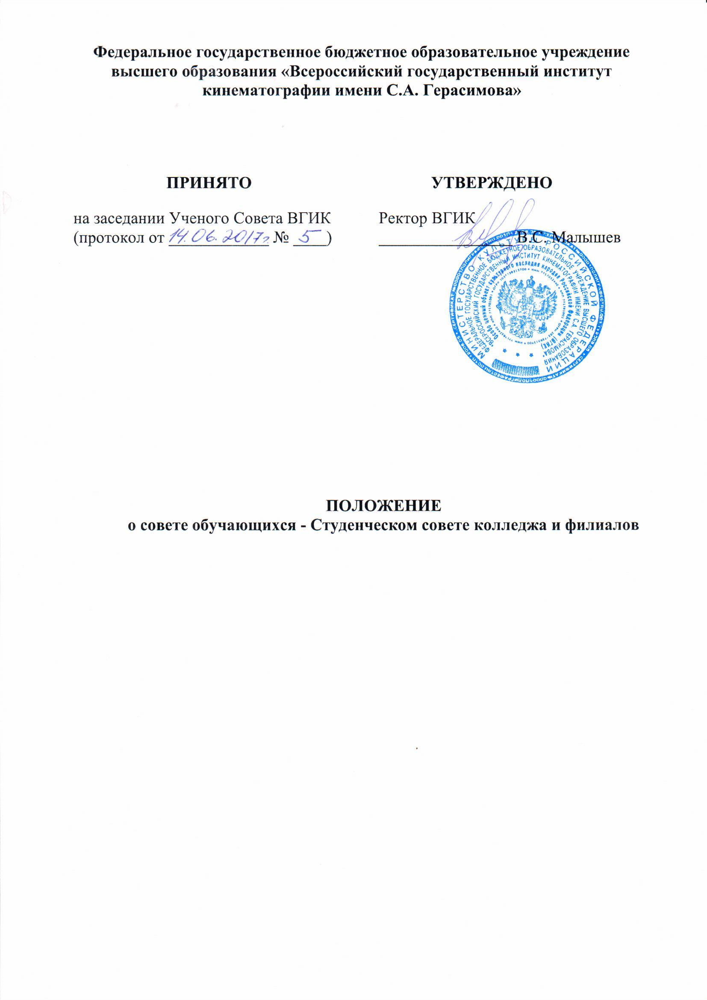 Федеральное государственное бюджетное образовательное учреждение
высшего образования «Всероссийский государственный институт
кинематографии имени С.А. Герасимова»
ПРИНЯТО
на заседании Ученого Совета ВГИК
(протокол от 14.06.2017г. № 5)
УТВЕРЖДЕНО
Ректор ВГИК
В.С. Малышев
МИНИСТЕРСТВО КУЛЬТУРЫ РОССИЙСКОЙ ФЕДЕРАЦИИ
ФЕДЕРАЛЬНОЕ ГОСУДАРСТВЕННОЕ БЮДЖЕТНОЕ ОБРАЗОВАТЕЛЬНОЕ УЧРЕЖДЕНИЕ ВЫСШЕГО ОБРАЗОВАНИЯ
"ВСЕРОССИЙСКИЙ ГОСУДАРСТВЕННЫЙ ИНСТИТУТ КИНЕМАТОГРАФИИ ИМЕНИ С.А. ГЕРАСИМОВА"
Особо ценный объект культурного наследия народов Российской Федерации (ВГИК)
ПОЛОЖЕНИЕ
о совете обучающихся - Студенческом совете колледжа и филиалов